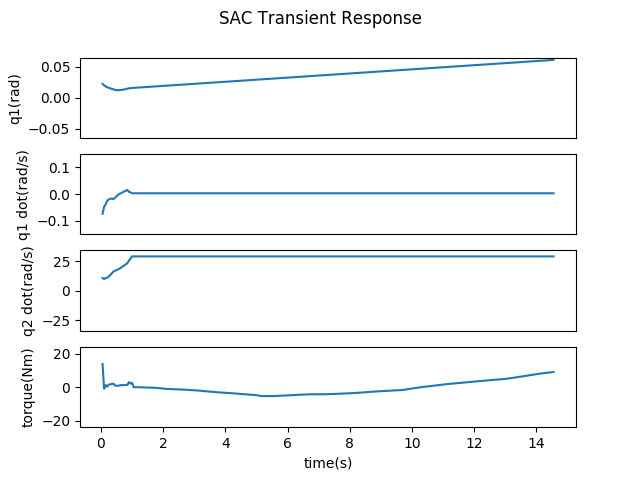 SAC Transient Response
q1(rad)
0.05
0.00
−0.05
q1 dot(rad/s)
0.1
0.0
−0.1
q2 dot(rad/s)
25
0
−25
torque(Nm)
20
0
−20
0 2 4 6 8 10 12 14
time(s)